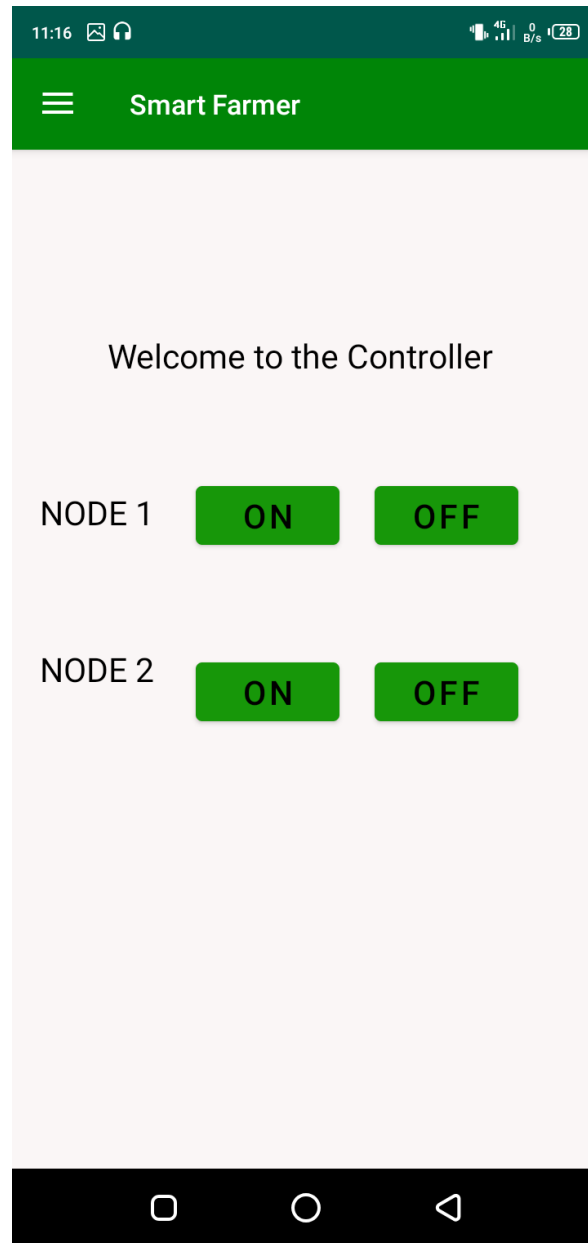 11:16 4G 0 B/s 28
Smart Farmer
Welcome to the Controller
NODE 1 ON OFF
NODE 2 ON OFF